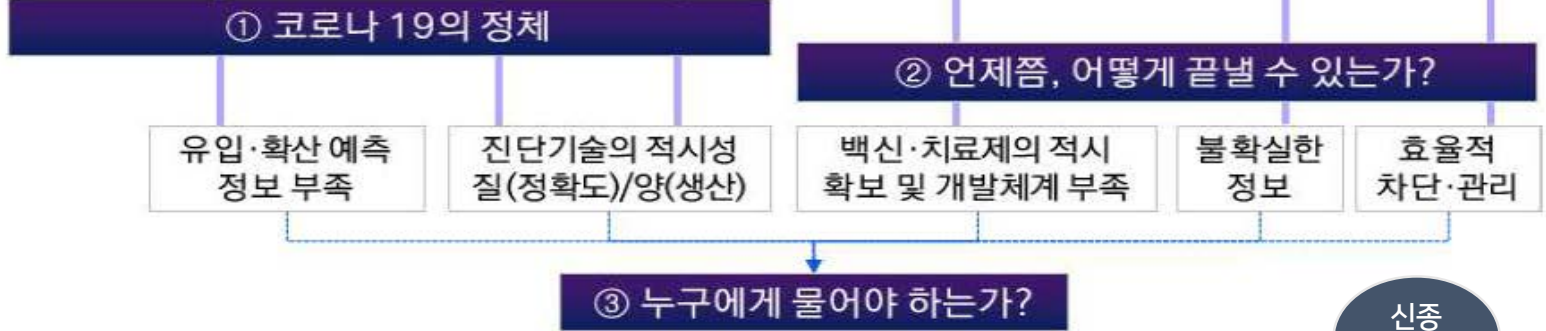 ① 코로나 19의 정체
② 언제쯤, 어떻게 끝낼 수 있는가?
유입·확산 예측
정보 부족
진단기술의 적시성
질(정확도)/양(생산)
백신·치료제의 적시
확보 및 개발체계 부족
불확실한
정보
효율적
차단·관리
③ 누구에게 물어야 하는가?
신종